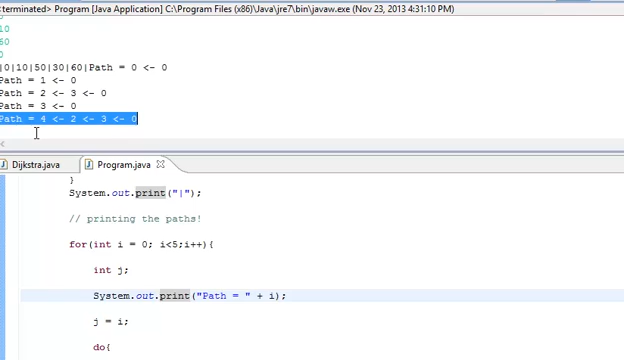 <terminated> Program [Java Application] C:\Program Files (x86)\Java\jre7\bin\javaw.exe (Nov 23, 2013 4:31:10 PM)
0
10
60
0
|0|10|50|30|60|Path = 0 <- 0
Path = 1 <- 0
Path = 2 <- 3 <- 0
Path = 3 <- 0
Path = 4 <- 2 <- 3 <- 0
Dijkstra.java
Program.java
}
System.out.print("|");
// printing the paths!
for(int i = 0; i<5;i++){
int j;
System.out.print("Path = " + i);
j = i;
do{